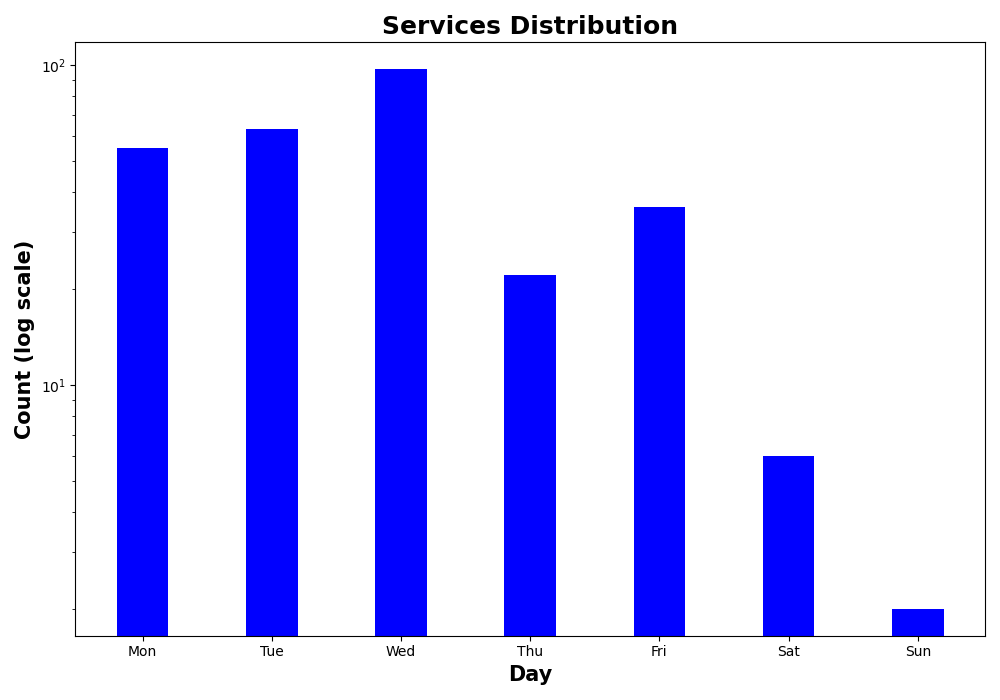 Services Distribution
Count (log scale)
10²
10¹
Mon Tue Wed Thu Fri Sat Sun
Day